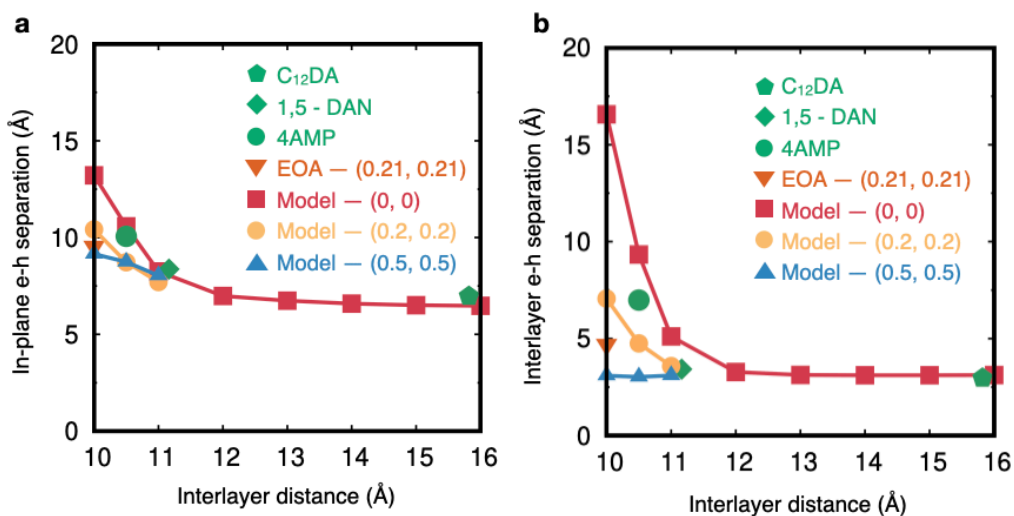 a
20
15
10
5
0
In-plane e-h separation (Å)
C₁₂DA
1,5 - DAN
4AMP
EOA — (0.21, 0.21)
Model — (0, 0)
Model — (0.2, 0.2)
Model — (0.5, 0.5)
10 11 12 13 14 15 16
Interlayer distance (Å)
b
20
15
10
5
0
Interlayer e-h separation (Å)
C₁₂DA
1,5 - DAN
4AMP
EOA — (0.21, 0.21)
Model — (0, 0)
Model — (0.2, 0.2)
Model — (0.5, 0.5)
10 11 12 13 14 15 16
Interlayer distance (Å)